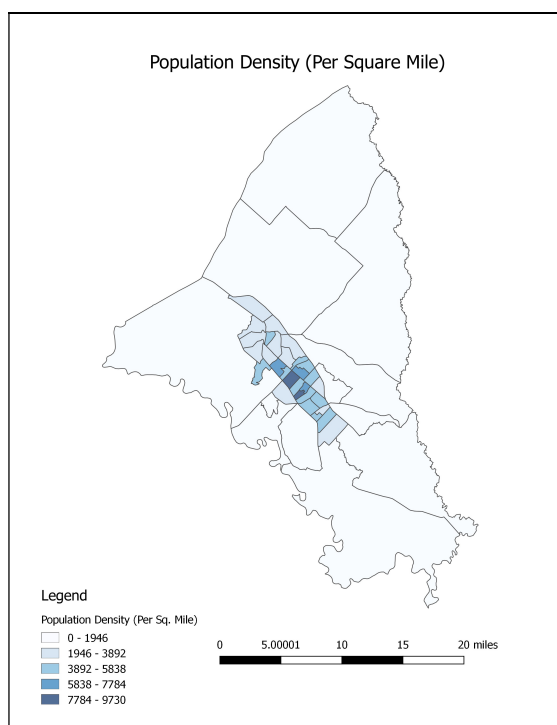 Population Density (Per Square Mile)
Legend
Population Density (Per Sq. Mile)
0 - 1946
1946 - 3892
3892 - 5838
5838 - 7784
7784 - 9730
0 5.00001 10 15 20 miles